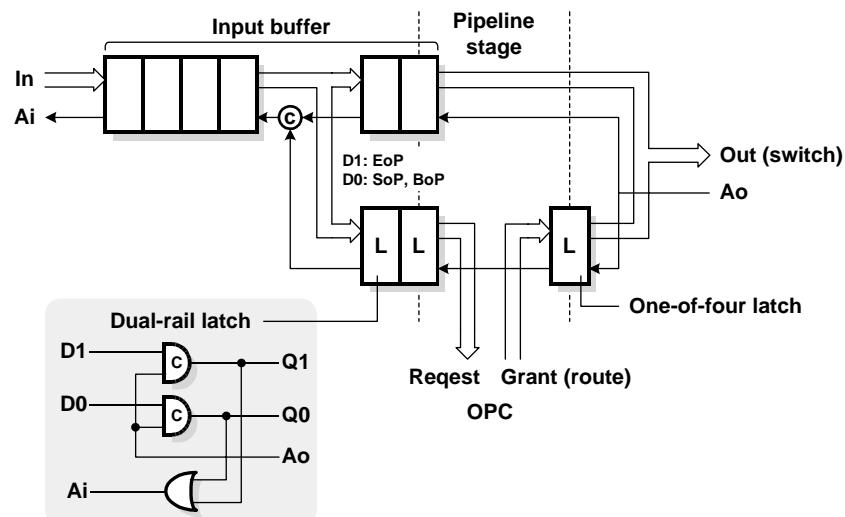 Input buffer
Pipeline
stage
In
Ai
C
D1: EoP
D0: SoP, BoP
Out (switch)
Ao
L
L
L
Dual-rail latch
One-of-four latch
Reqest
Grant (route)
OPC
D1
C
Q1
D0
C
Q0
Ao
Ai